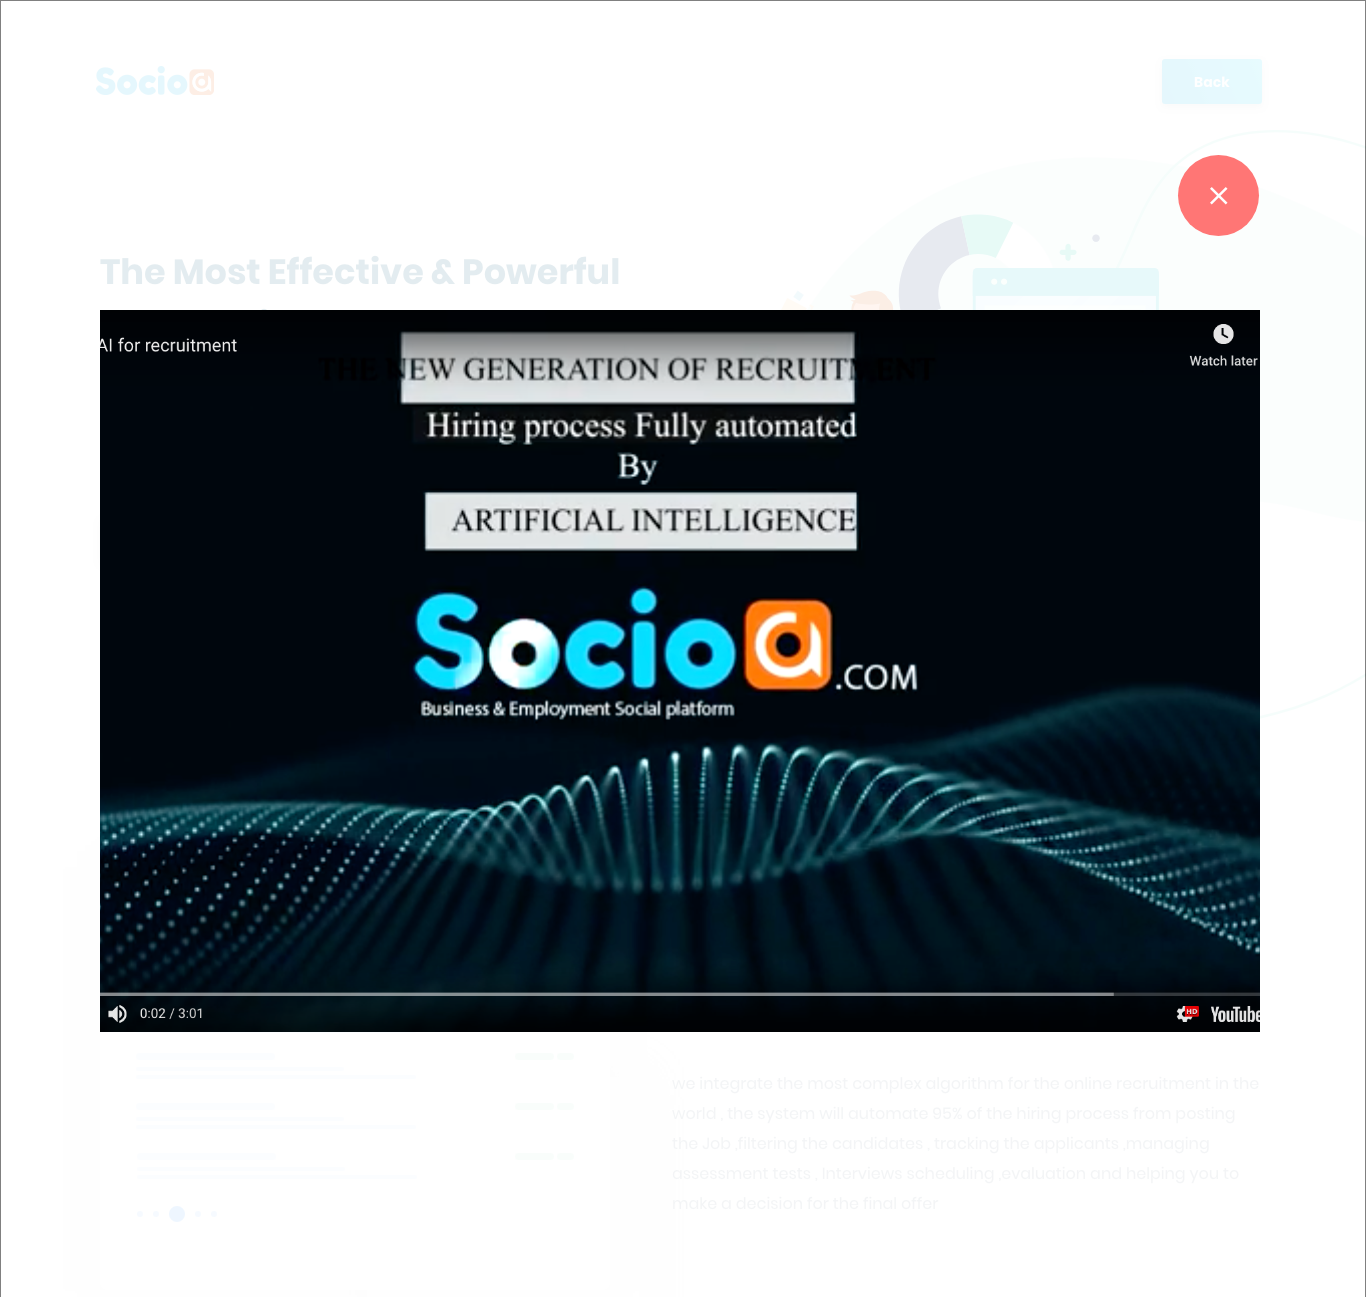 Socioa
Back
The Most Effective & Powerful
AI for recruitment
Watch later
THE NEW GENERATION OF RECRUITMENT
Hiring process Fully automated
By
ARTIFICIAL INTELLIGENCE
Socioa.COM
Business & Employment Social platform
0:02 / 3:01
HD
YouTube
we integrate the most complex algorithm for the online recruitment in the
world , the system will automate 95% of the hiring process from posting
the Job ,filtering the candidates , tracking the applicants ,managing
assessment tests , Interviews scheduling ,evaluation and helping you to
make a decision for the final offer.